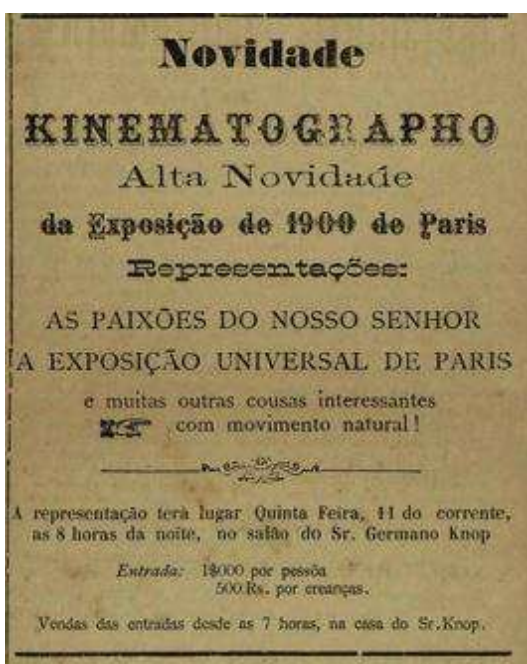 Novidade
KINEMATOGRAPHO
Alta Novidade
da Exposição de 1900 de Paris
Representações:
AS PAIXÕES DO NOSSO SENHOR
A EXPOSIÇÃO UNIVERSAL DE PARIS
e muitas outras cousas interessantes
com movimento natural!
A representação terá lugar Quinta Feira, 11 do corrente,
as 8 horas da noite, no salão do Sr. Germano Knop
Entrada: 1$000 por pessôa
500 Rs. por creanças.
Vendas das entradas desde as 7 horas, na casa do Sr. Knop.